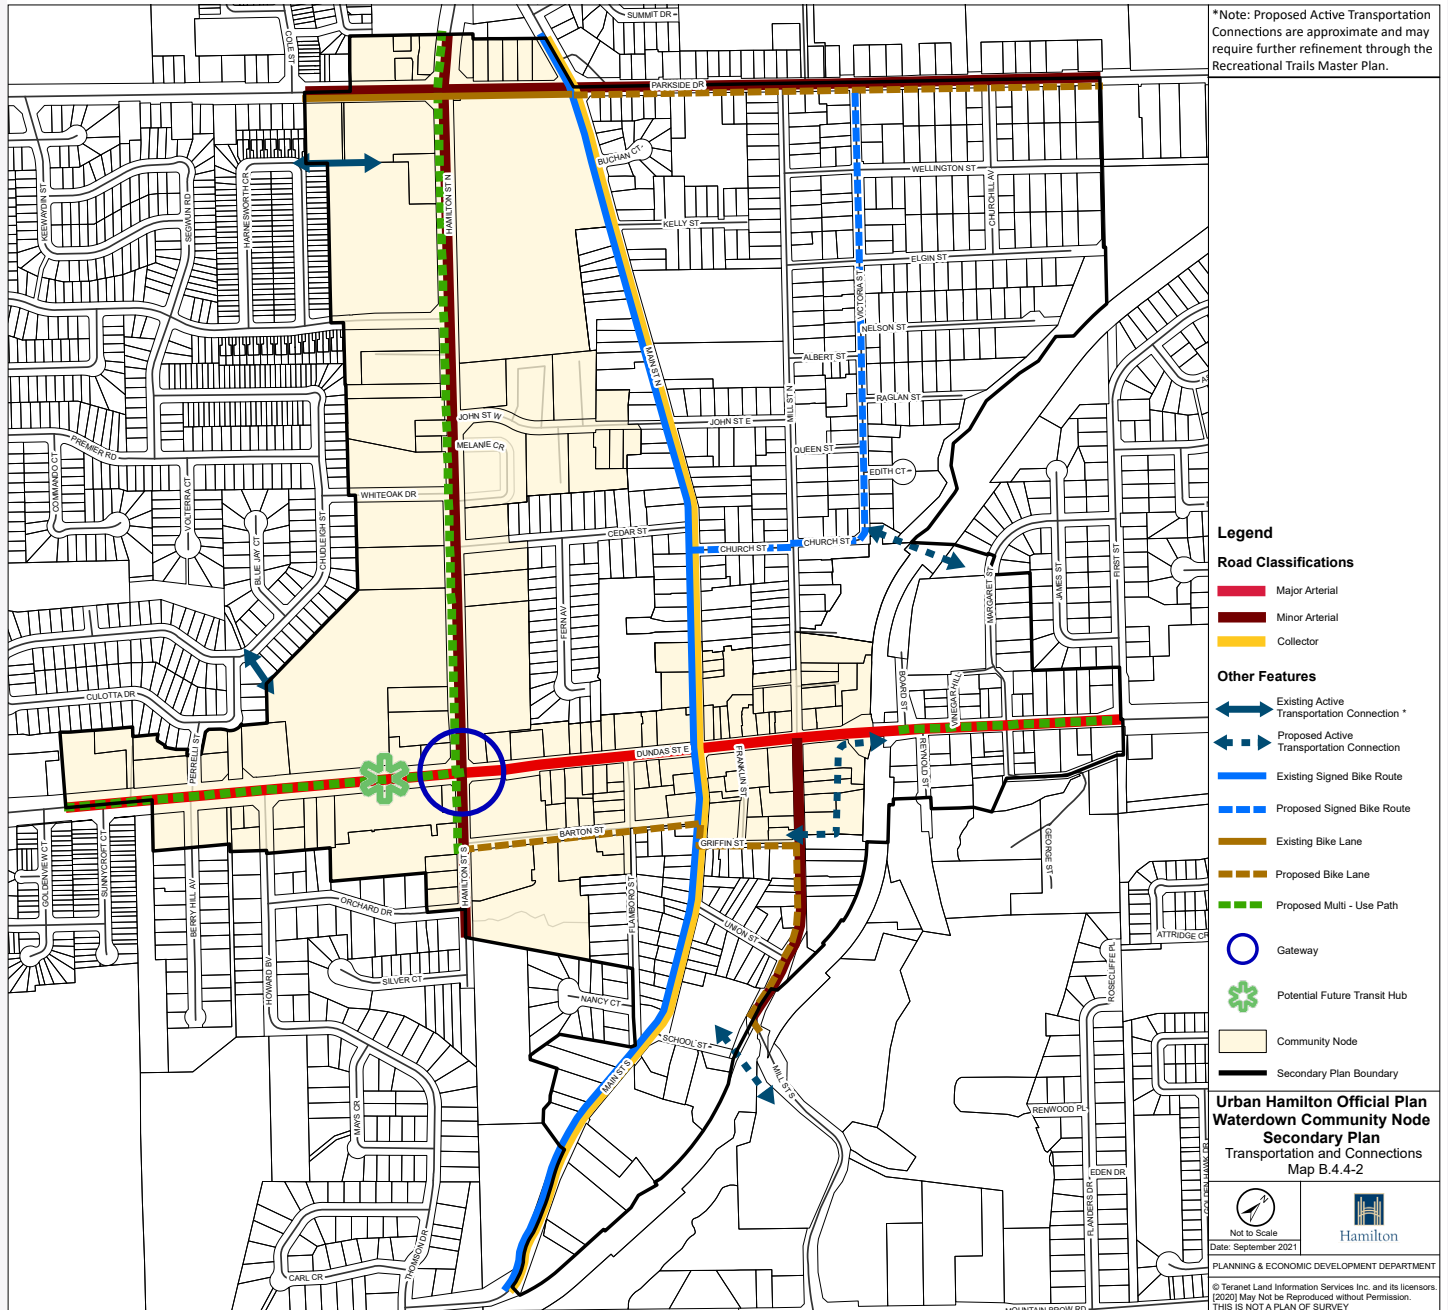 *Note: Proposed Active Transportation
Connections are approximate and may
require further refinement through the
Recreational Trails Master Plan.
SUMMIT DR
COLE ST
PARKSIDE DR
BUCHAN CT
WELLINGTON ST
CHURCHILL AV
KEEWAYDIN ST
SEGWUN RD
HARNESWORTH CR
HAMILTON ST N
KELLY ST
ELGIN ST
VICTORIA ST
NELSON ST
MAIN ST N
ALBERT ST
MILL ST N
RAGLAN ST
JOHN ST W
JOHN ST E
MELANIE CR
QUEEN ST
PREMIER RD
COMMANDO CT
VOLTERRA CT
EDITH CT
WHITEOAK DR
BLUE JAY CT
CHUDLEIGH ST
CEDAR ST
CHURCH ST
CHURCH ST
FERN AV
MARGARET ST
JAMES ST
FIRST ST
CULOTTA DR
PERRELLI ST
BOARD ST
VINEGAR HILL
DUNDAS ST E
FRANKLIN ST
REYNOLD ST
BARTON ST
GRIFFIN ST
GEORGE ST
GOLDENVIEW CT
SUNNYCROFT CT
BERRY HILL AV
HAMILTON ST S
FLAMBORO ST
ORCHARD DR
UNION ST
ATTRIDGE CR
HOWARD BV
SILVER CT
NANCY CT
ROSECLIFFE PL
SCHOOL ST
MAIN ST S
MILL ST S
MAYS CR
RENWOOD PL
EDEN DR
FLANDERS DR
GOLDEN HAWK DR
THOMSON DR
CARL CR
MOUNTAIN BROW RD
Legend
Road Classifications
Major Arterial
Minor Arterial
Collector
Other Features
Existing Active
Transportation Connection *
Proposed Active
Transportation Connection
Existing Signed Bike Route
Proposed Signed Bike Route
Existing Bike Lane
Proposed Bike Lane
Proposed Multi - Use Path
Gateway
Potential Future Transit Hub
Community Node
Secondary Plan Boundary
Urban Hamilton Official Plan
Waterdown Community Node
Secondary Plan
Transportation and Connections
Map B.4.4-2
N
Not to Scale
Date: September 2021
Hamilton
PLANNING & ECONOMIC DEVELOPMENT DEPARTMENT
© Teranet Land Information Services Inc. and its licensors.
[2020] May Not be Reproduced without Permission.
THIS IS NOT A PLAN OF SURVEY